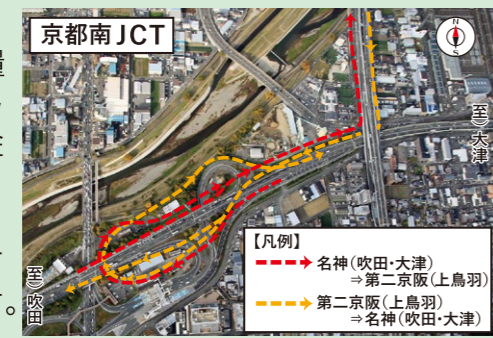 京都南JCT
N
S
至)大津
至)吹田
【凡例】
名神(吹田・大津)
⇒第二京阪(上鳥羽)
第二京阪(上鳥羽)
⇒名神(吹田・大津)
。